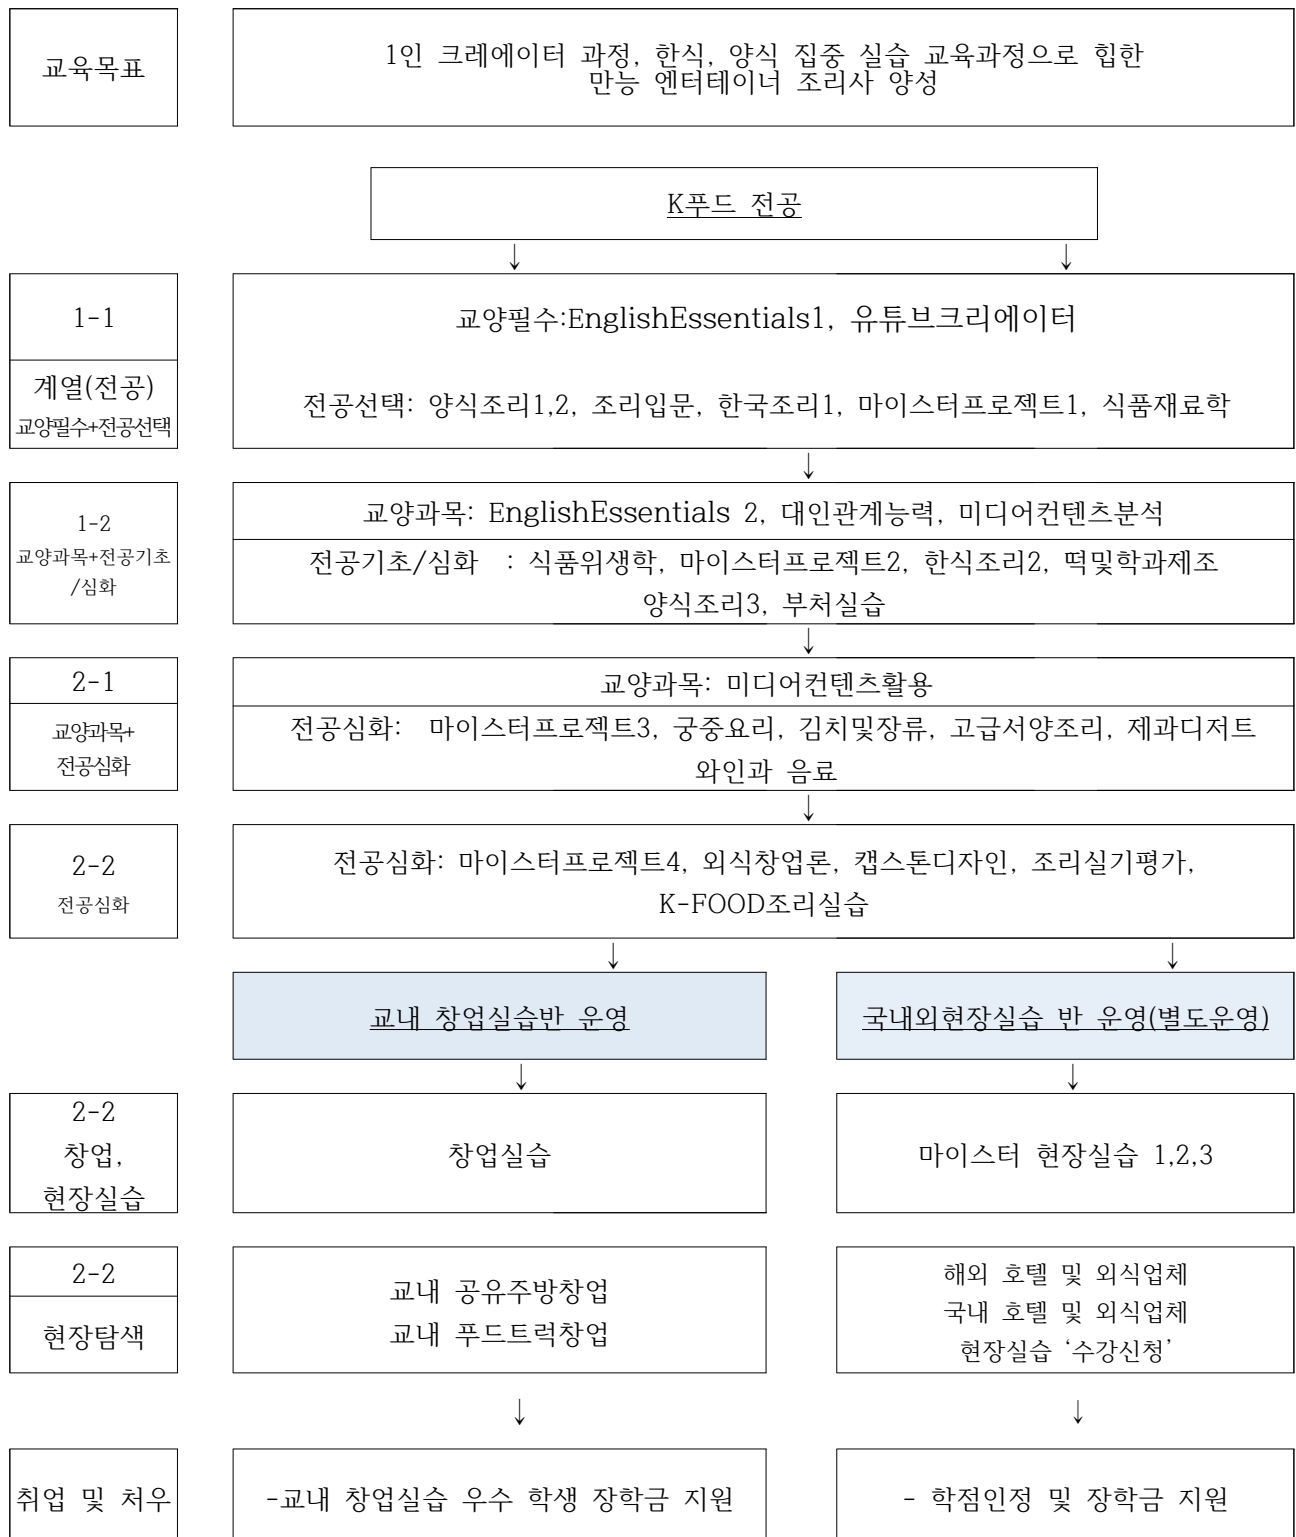 교육목표
1인 크레에이터 과정, 한식, 양식 집중 실습 교육과정으로 힙한
만능 엔터테이너 조리사 양성
K푸드 전공
↓ ↓
1-1
계열(전공)
교양필수+전공선택
교양필수:EnglishEssentials1, 유튜브크리에이터
전공선택: 양식조리1,2, 조리입문, 한국조리1, 마이스터프로젝트1, 식품재료학
↓
1-2
교양과목+전공기초
/심화
교양과목: EnglishEssentials 2, 대인관계능력, 미디어컨텐츠분석
전공기초/심화 : 식품위생학, 마이스터프로젝트2, 한식조리2, 떡및학과제조
양식조리3, 부처실습
↓
2-1
교양과목+
전공심화
교양과목: 미디어컨텐츠활용
전공심화: 마이스터프로젝트3, 궁중요리, 김치및장류, 고급서양조리, 제과디저트
와인과 음료
↓
2-2
전공심화
전공심화: 마이스터프로젝트4, 외식창업론, 캡스톤디자인, 조리실기평가,
K-FOOD조리실습
↓ ↓
교내 창업실습반 운영
국내외현장실습 반 운영(별도운영)
↓ ↓
2-2
창업,
현장실습
창업실습
마이스터 현장실습 1,2,3
2-2
현장탐색
교내 공유주방창업
교내 푸드트럭창업
해외 호텔 및 외식업체
국내 호텔 및 외식업체
현장실습 ‘수강신청’
↓ ↓
취업 및 처우
-교내 창업실습 우수 학생 장학금 지원
- 학점인정 및 장학금 지원